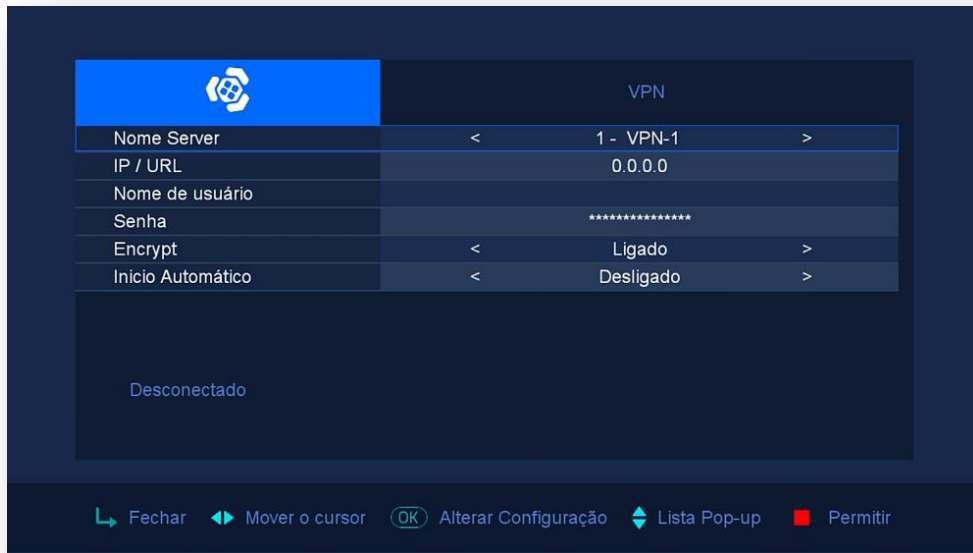 VPN
Nome Server < 1 - VPN-1 >
IP / URL 0.0.0.0
Nome de usuário
Senha ***************
Encrypt < Ligado >
Inicio Automático < Desligado >
Desconectado
Fechar Mover o cursor OK Alterar Configuração Lista Pop-up Permitir